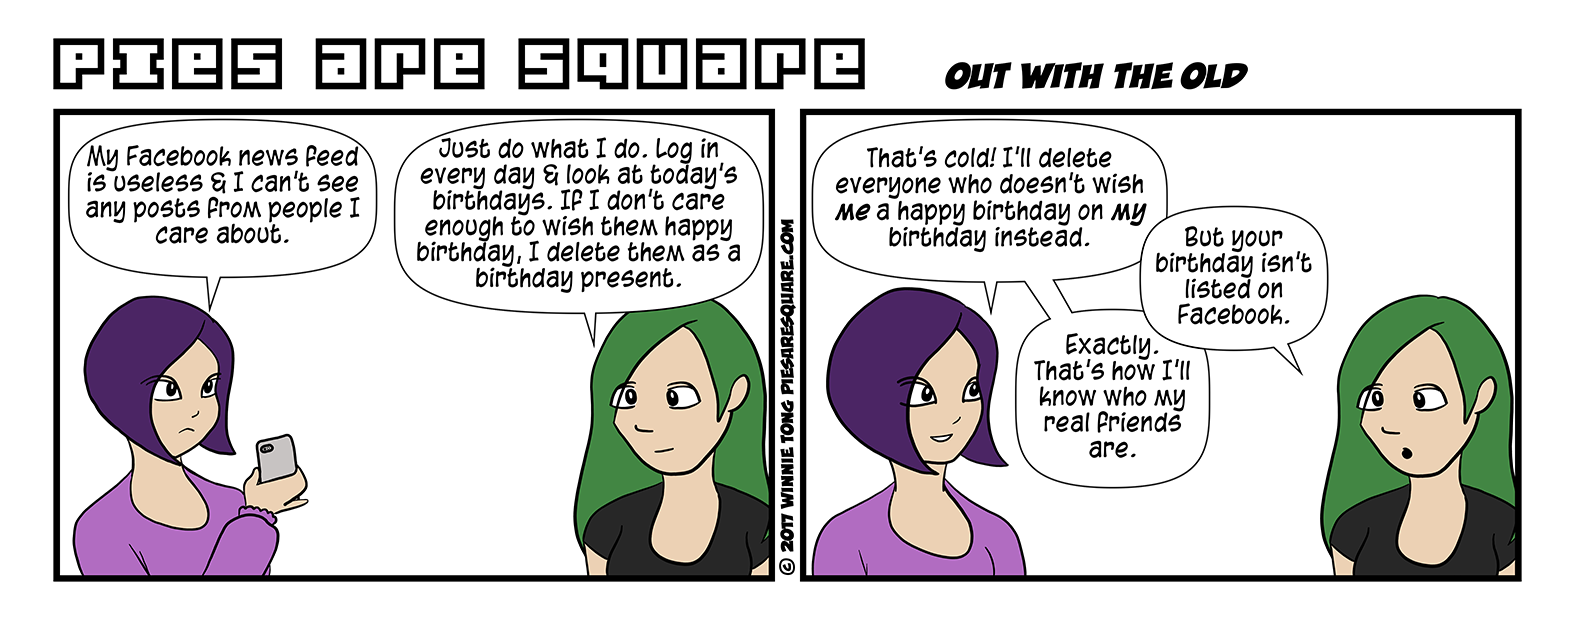 PIES ARE SQUARE
OUT WITH THE OLD
My Facebook news feed
is useless & I can't see
any posts from people I
care about.
Just do what I do. Log in
every day & look at today's
birthdays. If I don't care
enough to wish them happy
birthday, I delete them as a
birthday present.
© 2017 WINNIE TONG PIESARESQUARE.COM
That's cold! I'll delete
everyone who doesn't wish
me a happy birthday on my
birthday instead.
But your
birthday isn't
listed on
Facebook.
Exactly.
That's how I'll
know who my
real friends
are.